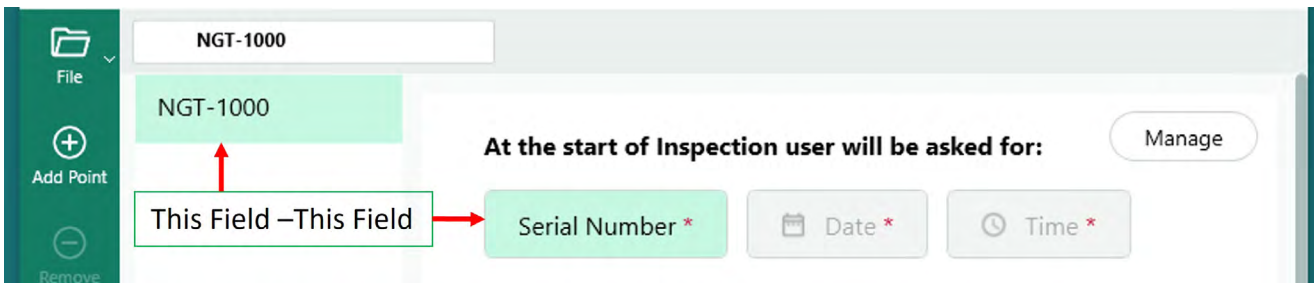 File
NGT-1000
NGT-1000
Add Point
At the start of Inspection user will be asked for:
Manage
This Field –This Field
Serial Number *
Date *
Time *
Remove